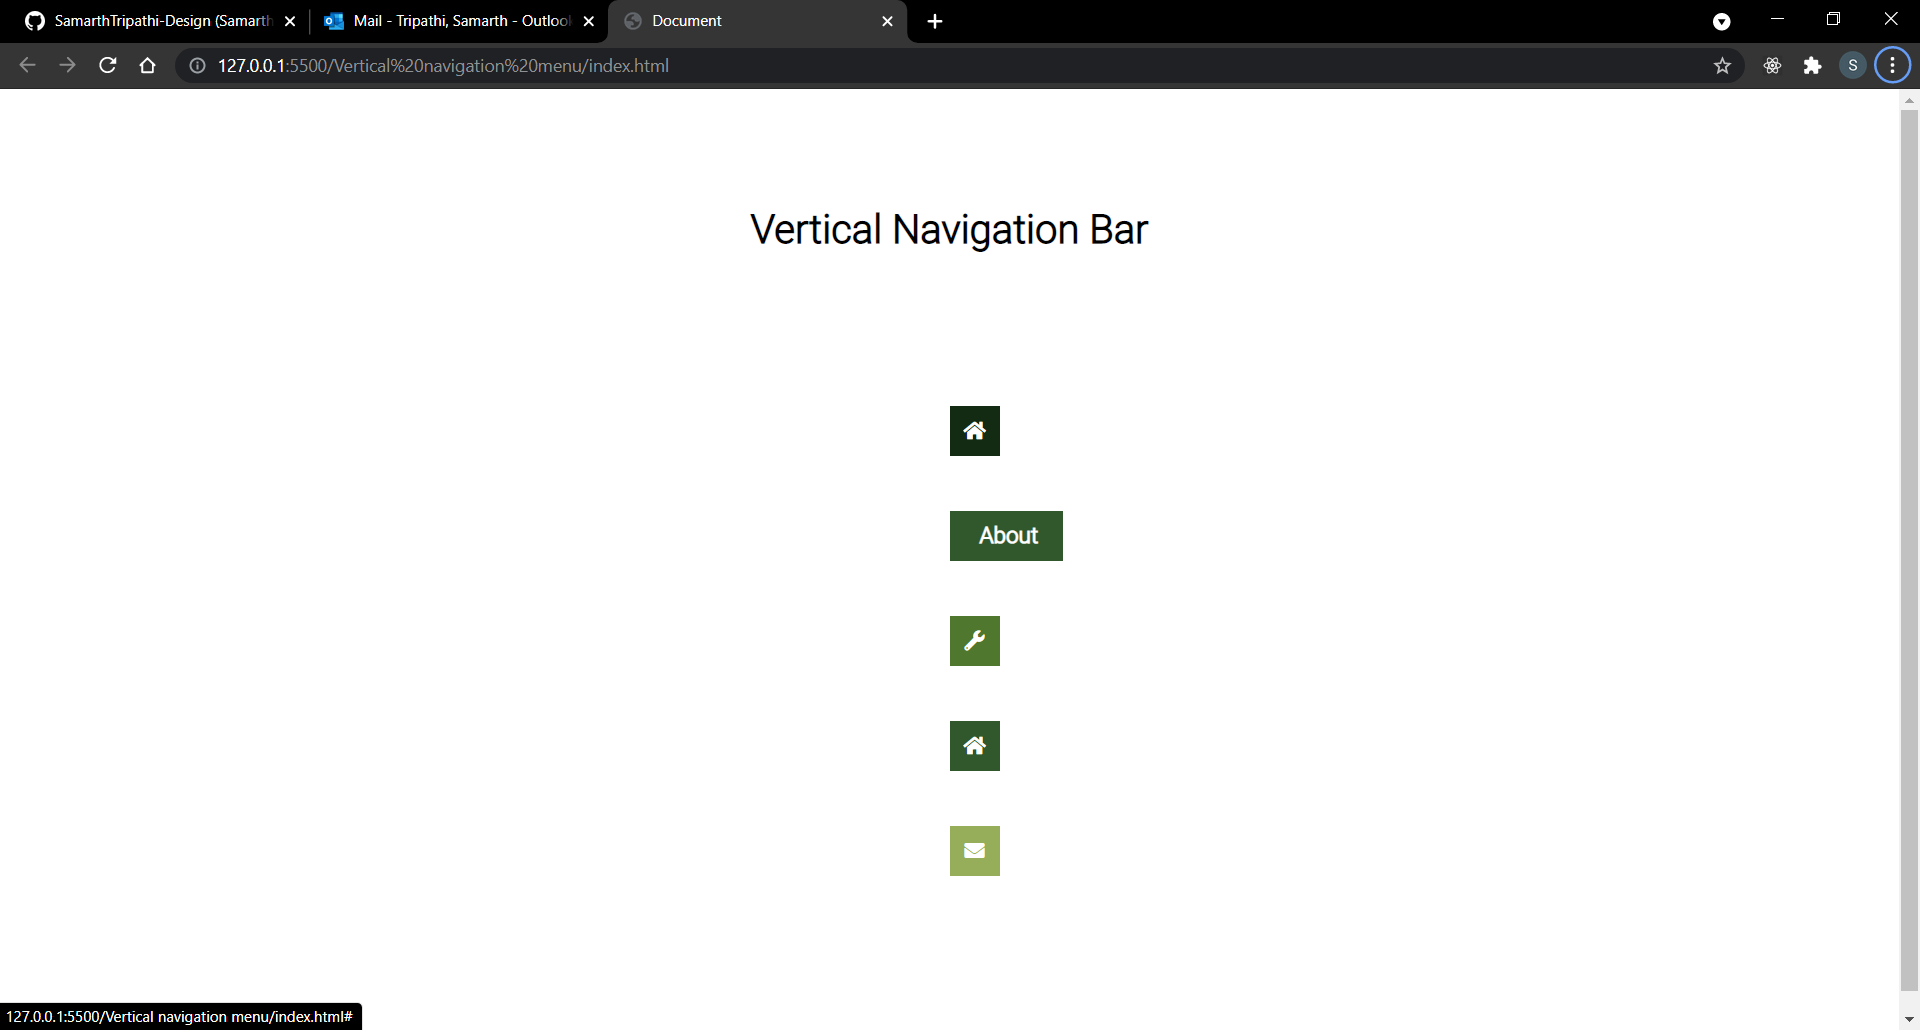 SamarthTripathi-Design (Samarth
Mail - Tripathi, Samarth - Outlook
Document
127.0.0.1:5500/Vertical%20navigation%20menu/index.html
S
Vertical Navigation Bar
About
127.0.0.1:5500/Vertical navigation menu/index.html#